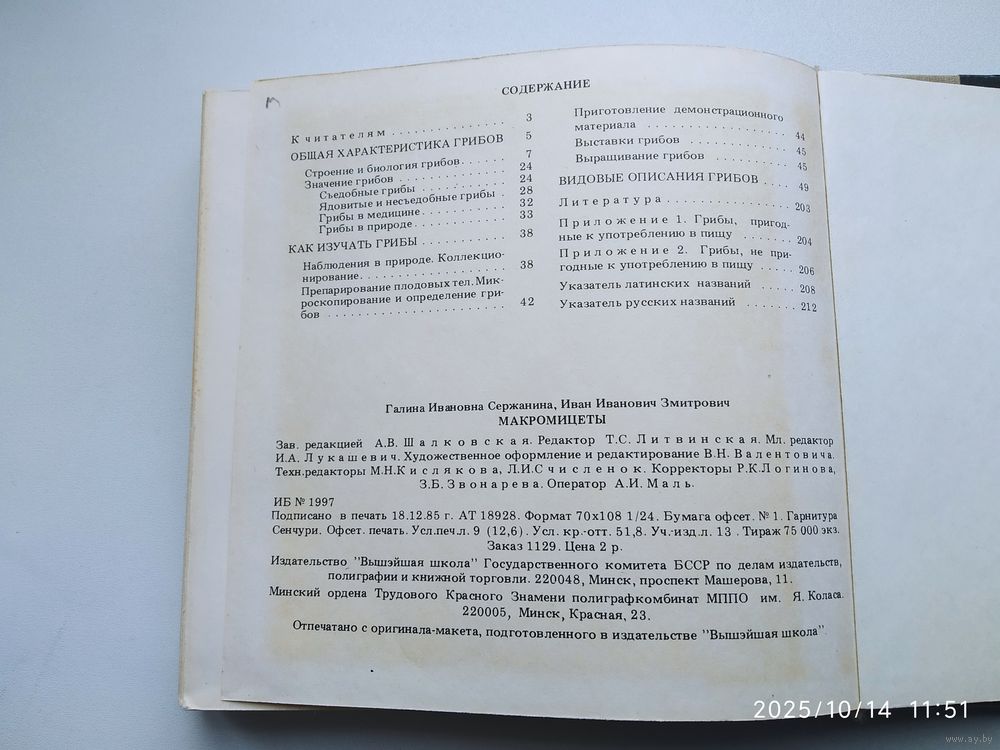 СОДЕРЖАНИЕ
К читателям . . . . . . . . . . . . . . 3
ОБЩАЯ ХАРАКТЕРИСТИКА ГРИБОВ 5
Строение и биология грибов. . . . . . 7
Значение грибов . . . . . . . . . . . . 24
Съедобные грибы . . . . . . . . . . 24
Ядовитые и несъедобные грибы . 28
Грибы в медицине. . . . . . . . . . 32
Грибы в природе. . . . . . . . . . . 33
КАК ИЗУЧАТЬ ГРИБЫ . . . . . . . . . . 38
Наблюдения в природе. Коллекцио-
нирование. . . . . . . . . . . . . . . . . 38
Препарирование плодовых тел. Мик-
роскопирование и определение гри-
бов . . . . . . . . . . . . . . . . . . . . . 42
Приготовление демонстрационного
материала . . . . . . . . . . . . . . . . 44
Выставки грибов . . . . . . . . . . . . 45
Выращивание грибов . . . . . . . . . 45
ВИДОВЫЕ ОПИСАНИЯ ГРИБОВ . . . . 49
Литература . . . . . . . . . . . . . . . . 203
Приложение 1. Грибы, пригод-
ные к употреблению в пищу . . . . . . 204
Приложение 2. Грибы, не при-
годные к употреблению в пищу . . . . . 206
Указатель латинских названий . . . . . 208
Указатель русских названий . . . . . . . 212
Галина Ивановна Сержанина, Иван Иванович Змитрович
МАКРОМИЦЕТЫ
Зав. редакцией А.В. Шалковская. Редактор Т.С. Литвинская. Мл. редактор
И.А. Лукашевич. Художественное оформление и редактирование В.Н. Валентовича.
Техн.редакторы М.Н.Кислякова, Л.И.Счисленок. Корректоры Р.К.Логинова,
З.Б. Звонарева. Оператор А.И. Маль.
ИБ № 1997
Подписано в печать 18.12.85 г. АТ 18928. Формат 70х108 1/24. Бумага офсет. № 1. Гарнитура
Сенчури. Офсет. печать. Усл.печ.л. 9 (12,6). Усл. кр.-отт. 51,8. Уч.-изд.л. 13 . Тираж 75 000 экз.
Заказ 1129. Цена 2 р.
Издательство "Вышэйшая школа" Государственного комитета БССР по делам издательств,
полиграфии и книжной торговли. 220048, Минск, проспект Машерова, 11.
Минский ордена Трудового Красного Знамени полиграфкомбинат МППО им. Я. Коласа.
220005, Минск, Красная, 23.
Отпечатано с оригинала-макета, подготовленного в издательстве "Вышэйшая школа".
2025/10/14 11:51
www.ay.by